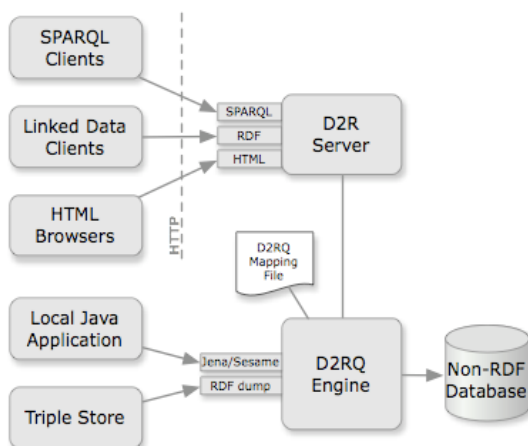 SPARQL
Clients
Linked Data
Clients
HTML
Browsers
HTTP
SPARQL
RDF
HTML
D2R
Server
D2RQ
Mapping
File
Local Java
Application
Triple Store
Jena/Sesame
RDF dump
D2RQ
Engine
Non-RDF
Database